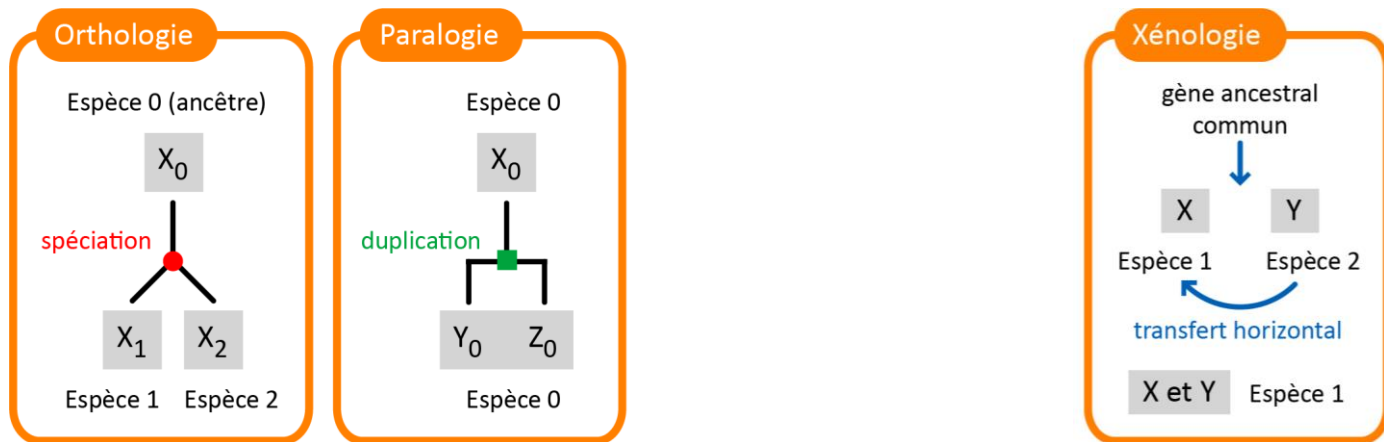 Orthologie
Espèce 0 (ancêtre)
X₀
spéciation
X₁ X₂
Espèce 1 Espèce 2
Paralogie
Espèce 0
X₀
duplication
Y₀ Z₀
Espèce 0
Xénologie
gène ancestral
commun
X Y
Espèce 1 Espèce 2
transfert horizontal
X et Y Espèce 1